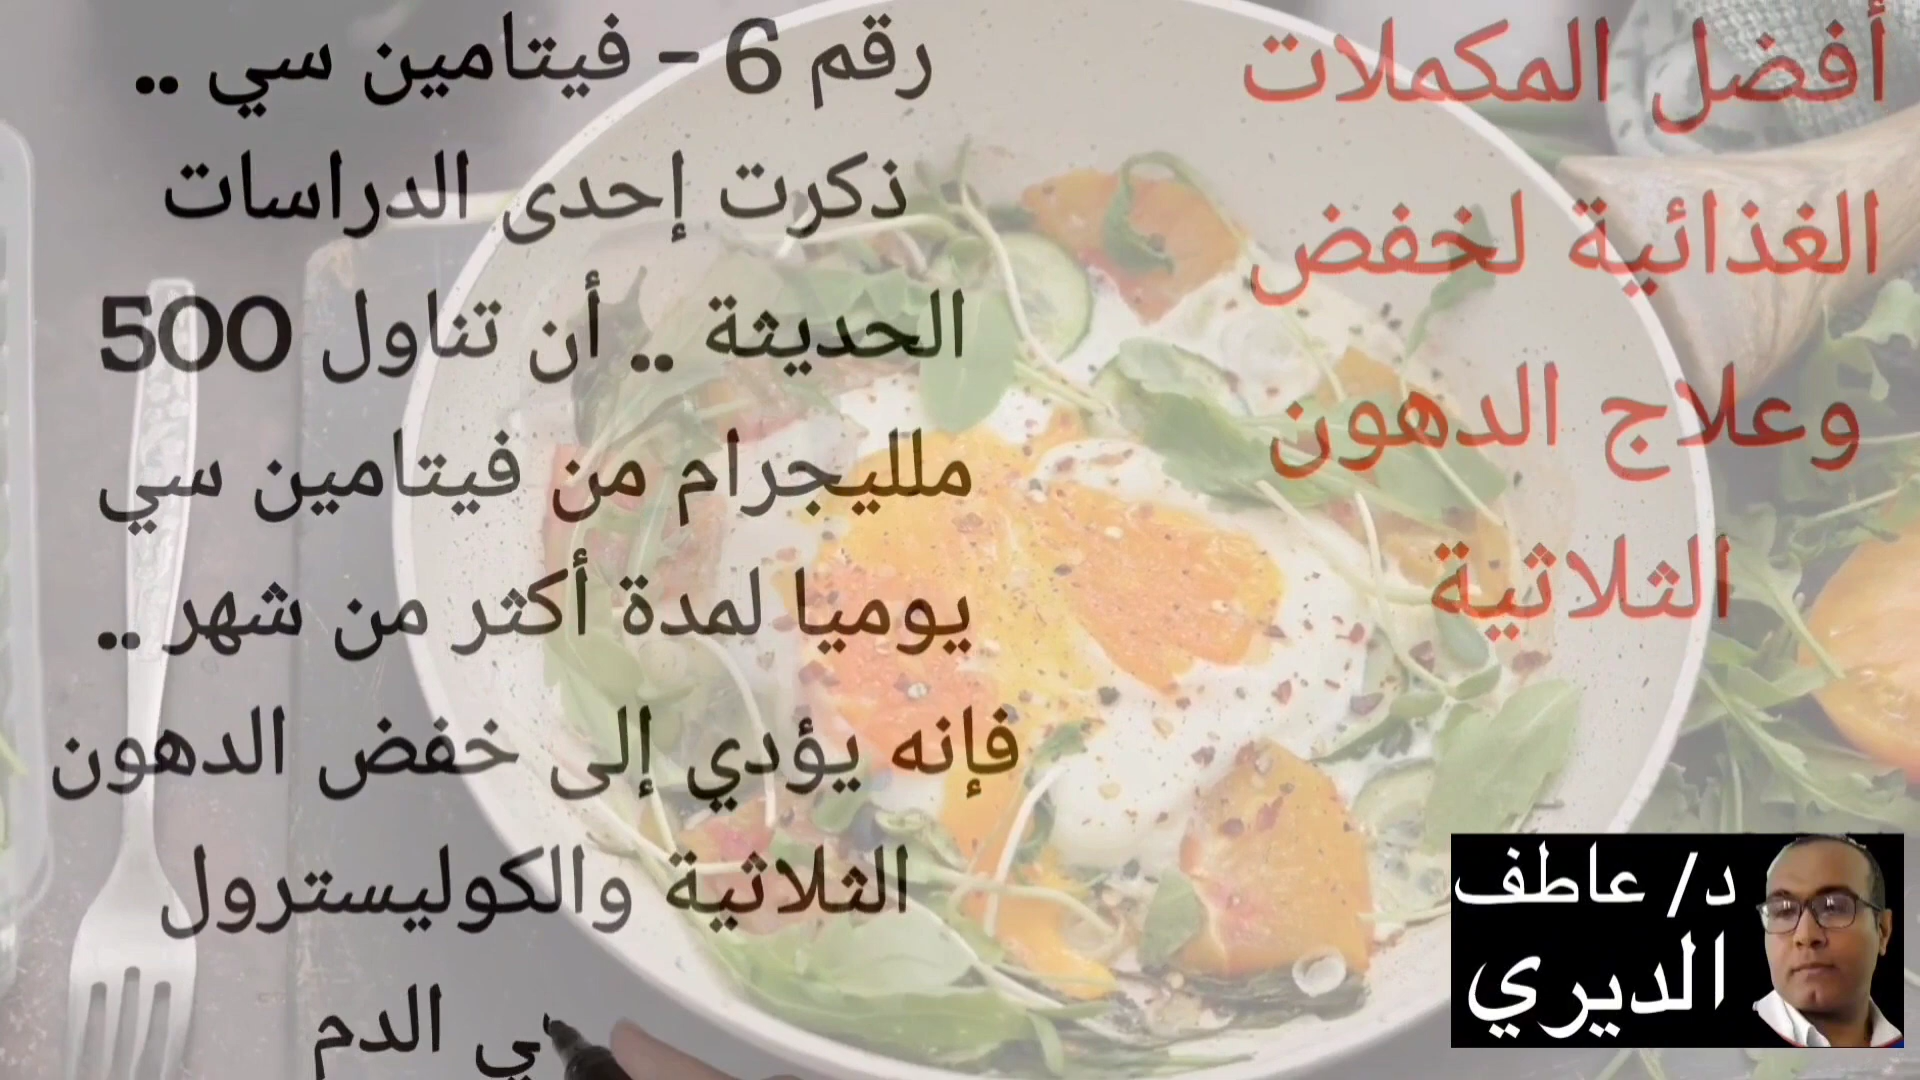 أفضل المكملات
الغذائية لخفض
وعلاج الدهون
الثلاثية
رقم 6 - فيتامين سي ..
ذكرت إحدى الدراسات
الحديثة .. أن تناول 500
ملليجرام من فيتامين سي
يوميا لمدة أكثر من شهر ..
فإنه يؤدي إلى خفض الدهون
الثلاثية والكوليسترول
في الدم
د/ عاطف
الديري